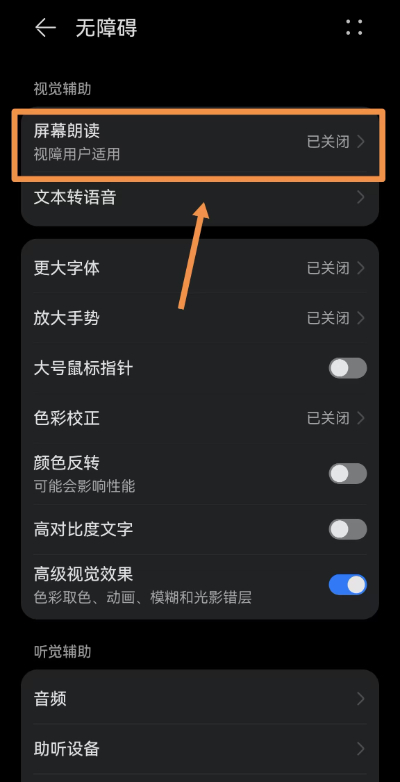 无障碍
视觉辅助
屏幕朗读
视障用户适用
已关闭
文本转语音
更大字体
已关闭
放大手势
已关闭
大号鼠标指针
色彩校正
已关闭
颜色反转
可能会影响性能
高对比度文字
高级视觉效果
色彩取色、动画、模糊和光影错层
听觉辅助
音频
助听设备